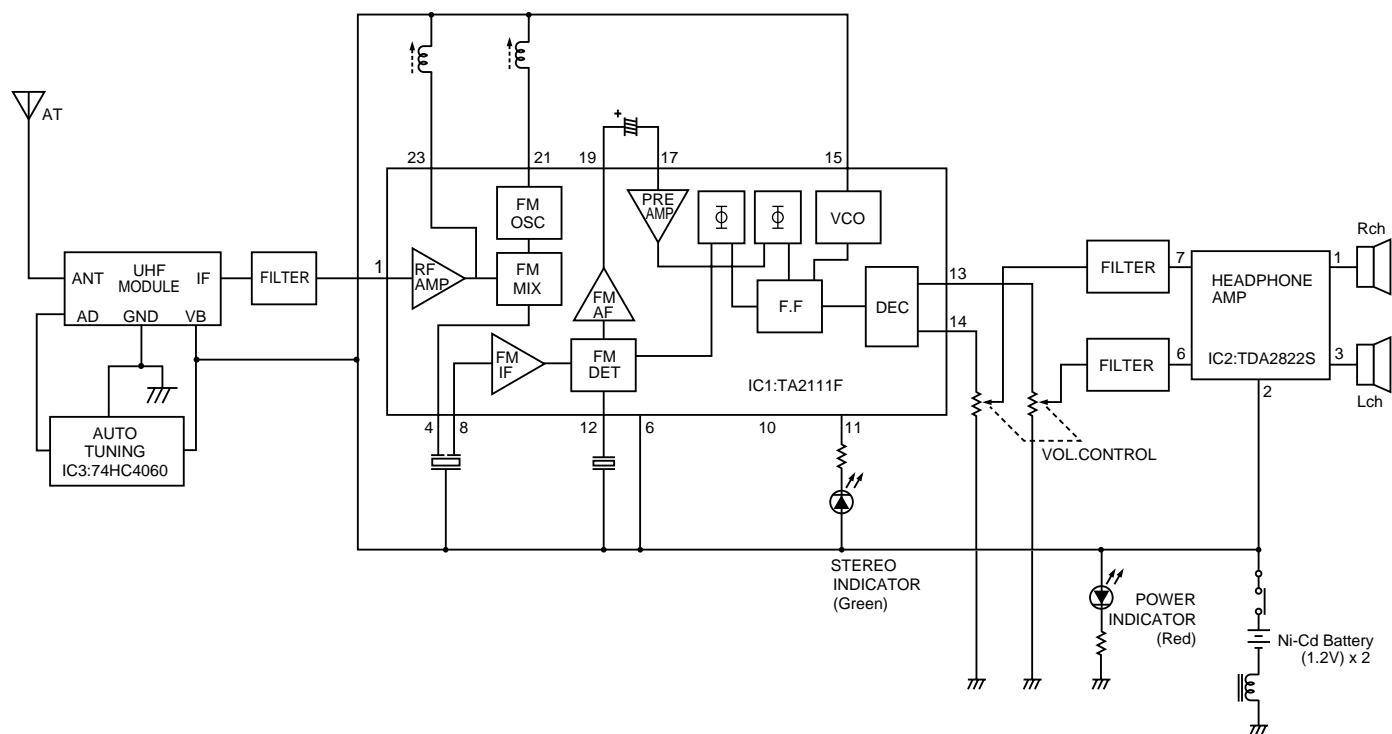 AT
UHF
MODULE
ANT
IF
AD
GND
VB
FILTER
AUTO
TUNING
IC3:74HC4060
1
23
21
19
+
17
15
RF
AMP
FM
OSC
FM
MIX
FM
AF
FM
IF
FM
DET
PRE
AMP
Φ
Φ
VCO
F.F
DEC
IC1:TA2111F
13
14
4
8
12
6
10
11
STEREO
INDICATOR
(Green)
VOL.CONTROL
FILTER
7
FILTER
6
HEADPHONE
AMP
IC2:TDA2822S
1
3
2
Rch
Lch
POWER
INDICATOR
(Red)
Ni-Cd Battery
(1.2V) x 2